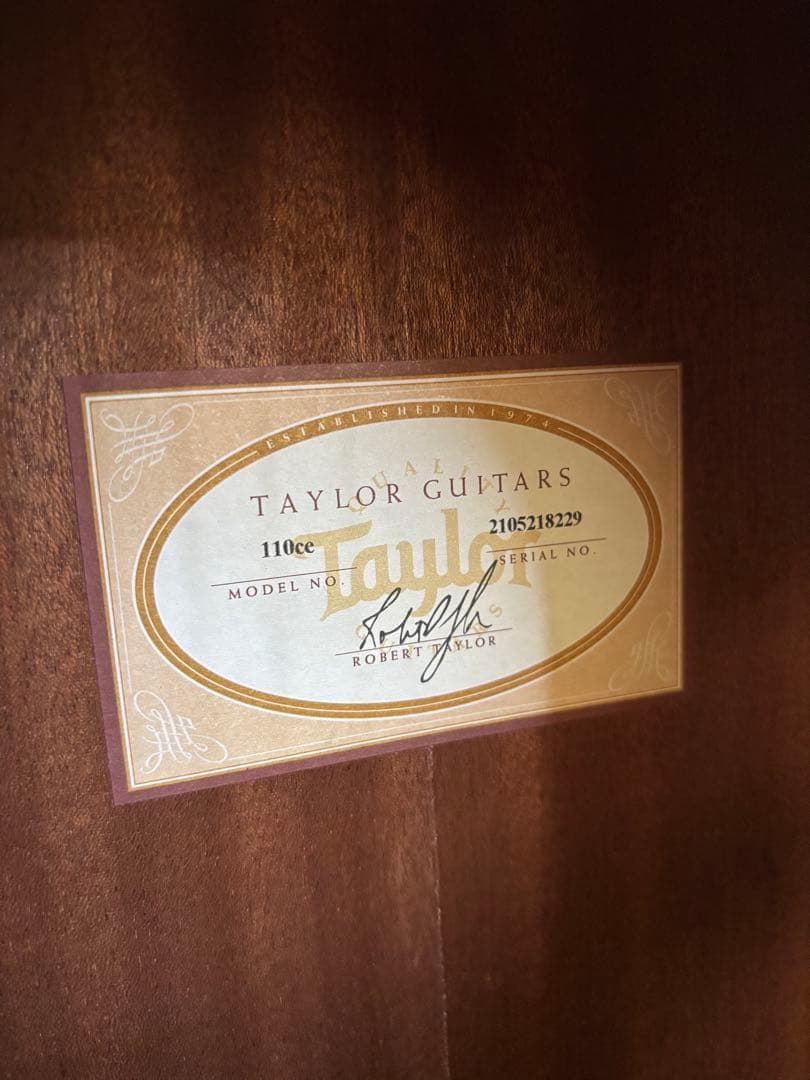 ESTABLISHED IN 1974
QUALITY
TAYLOR GUITARS
Taylor
110ce
2105218229
MODEL NO.
SERIAL NO.
ROBERT TAYLOR